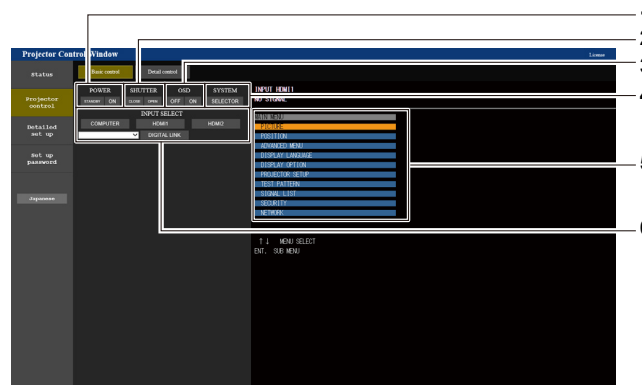 1
2
Projector Control Window License
3
Status Basic control Detail control
POWER SHUTTER OSD SYSTEM INPUT HDMI1
4
STANDBY ON CLOSE OPEN OFF ON SELECTOR NO SIGNAL
Projector
control
INPUT SELECT MAIN MENU
COMPUTER HDMI1 HDMI2 PICTURE
DIGITAL LINK POSITION
Detailed
set up
ADVANCED MENU
DISPLAY LANGUAGE
Set up
password
DISPLAY OPTION
5
PROJECTOR SETUP
TEST PATTERN
SIGNAL LIST
Japanese
SECURITY
NETWORK
6
↑↓ MENU SELECT
ENT. SUB MENU